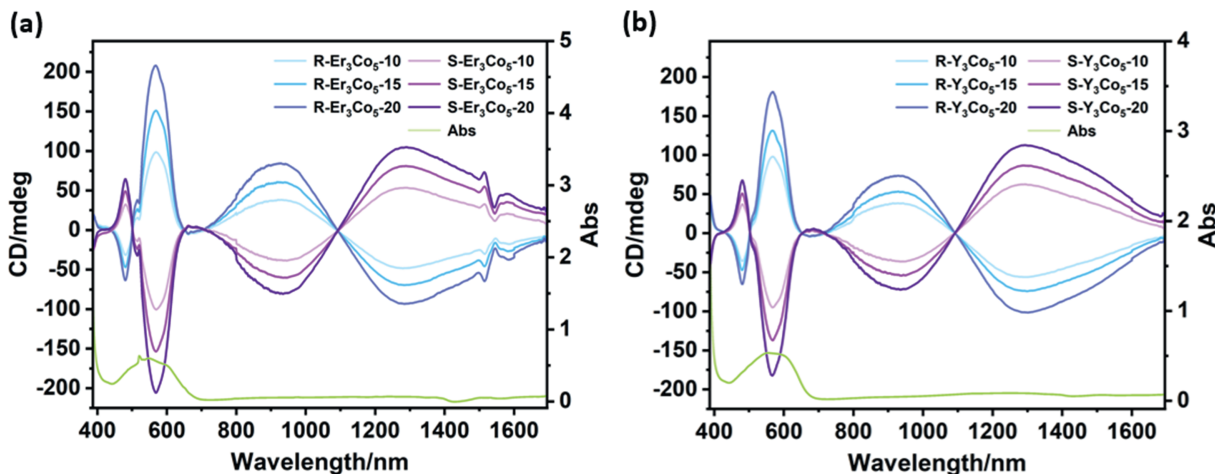 (a)
R-Er₃Co₅-10 S-Er₃Co₅-10
R-Er₃Co₅-15 S-Er₃Co₅-15
R-Er₃Co₅-20 S-Er₃Co₅-20
Abs
CD/mdeg
200
150
100
50
0
-50
-100
-150
-200
5
4
3
2
1
0
Abs
400 600 800 1000 1200 1400 1600
Wavelength/nm
(b)
R-Y₃Co₅-10 S-Y₃Co₅-10
R-Y₃Co₅-15 S-Y₃Co₅-15
R-Y₃Co₅-20 S-Y₃Co₅-20
Abs
CD/mdeg
200
150
100
50
0
-50
-100
-150
-200
4
3
2
1
0
Abs
400 600 800 1000 1200 1400 1600
Wavelength/nm